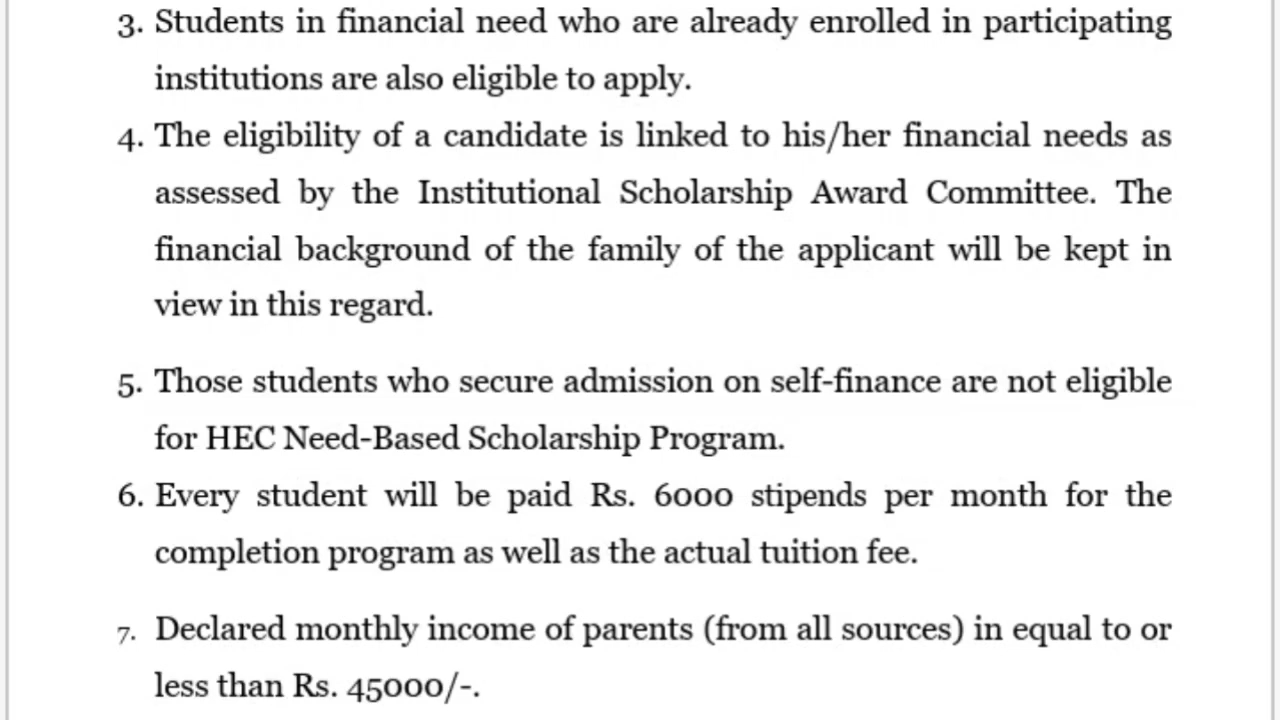 3. Students in financial need who are already enrolled in participating
institutions are also eligible to apply.
4. The eligibility of a candidate is linked to his/her financial needs as
assessed by the Institutional Scholarship Award Committee. The
financial background of the family of the applicant will be kept in
view in this regard.
5. Those students who secure admission on self-finance are not eligible
for HEC Need-Based Scholarship Program.
6. Every student will be paid Rs. 6000 stipends per month for the
completion program as well as the actual tuition fee.
7. Declared monthly income of parents (from all sources) in equal to or
less than Rs. 45000/-.